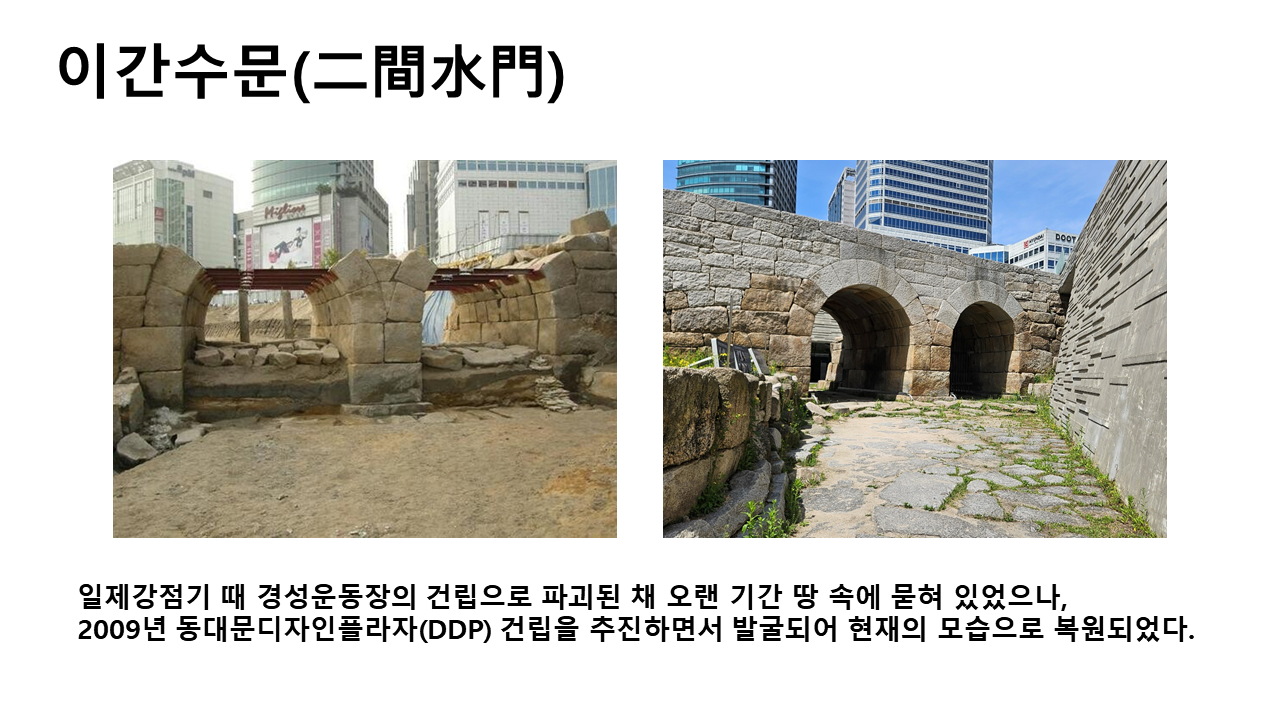 이간수문(二間水門)
Migliore
DOOT
일제강점기 때 경성운동장의 건립으로 파괴된 채 오랜 기간 땅 속에 묻혀 있었으나,
2009년 동대문디자인플라자(DDP) 건립을 추진하면서 발굴되어 현재의 모습으로 복원되었다.